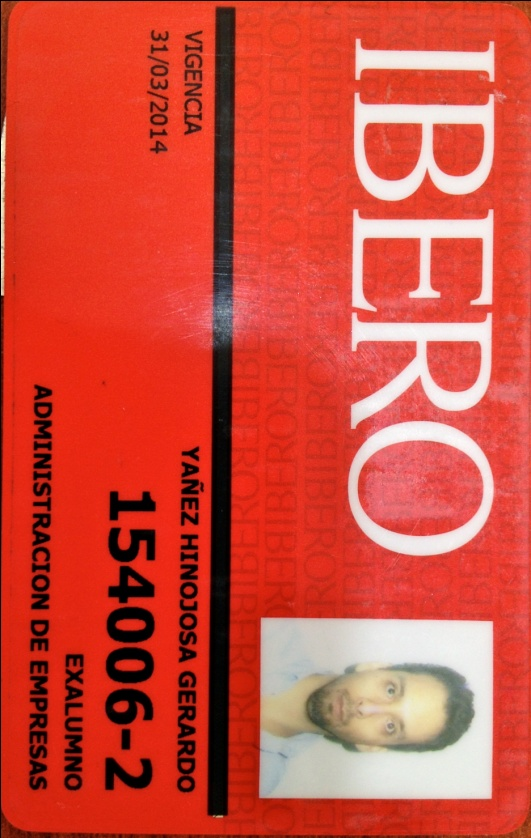 IBERO
YAÑEZ HINOJOSA GERARDO
VIGENCIA
31/03/2014
154006-2
EXALUMNO
ADMINISTRACION DE EMPRESAS